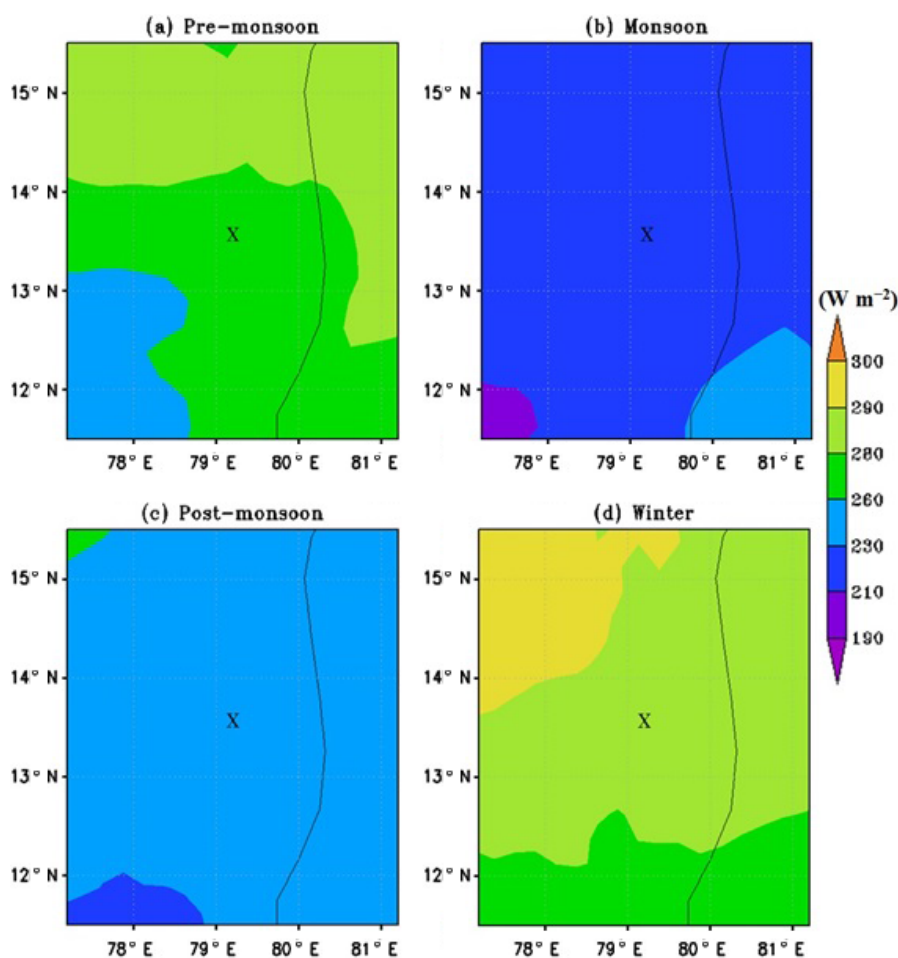 (a) Pre-monsoon
(b) Monsoon
15° N
14° N
13° N
12° N
X
78° E
79° E
80° E
81° E
15° N
14° N
13° N
12° N
X
78° E
79° E
80° E
81° E
(W m⁻²)
300
290
280
260
230
210
190
(c) Post-monsoon
(d) Winter
15° N
14° N
13° N
12° N
X
78° E
79° E
80° E
81° E
15° N
14° N
13° N
12° N
X
78° E
79° E
80° E
81° E